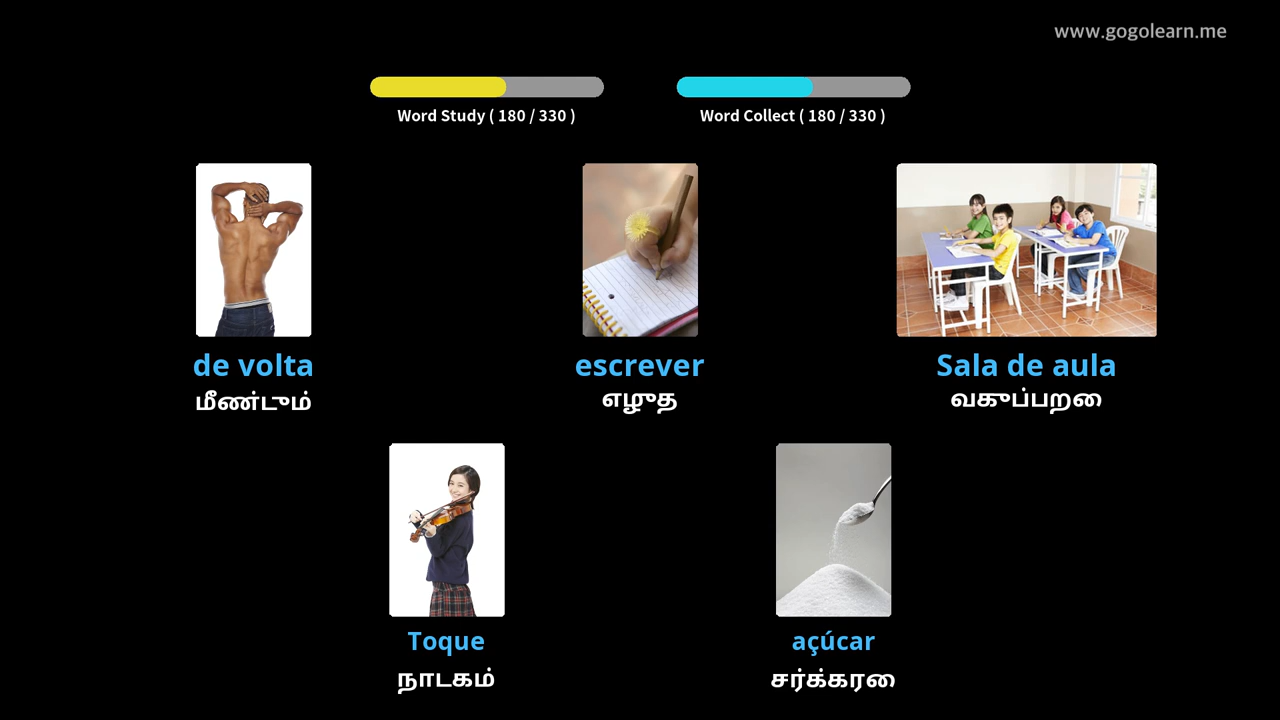 www.gogolearn.me
Word Study ( 180 / 330 )
Word Collect ( 180 / 330 )
de volta
மீண்டும்
escrever
எழுத
Sala de aula
வகுப்பறை
Toque
நாடகம்
açúcar
சர்க்கரை